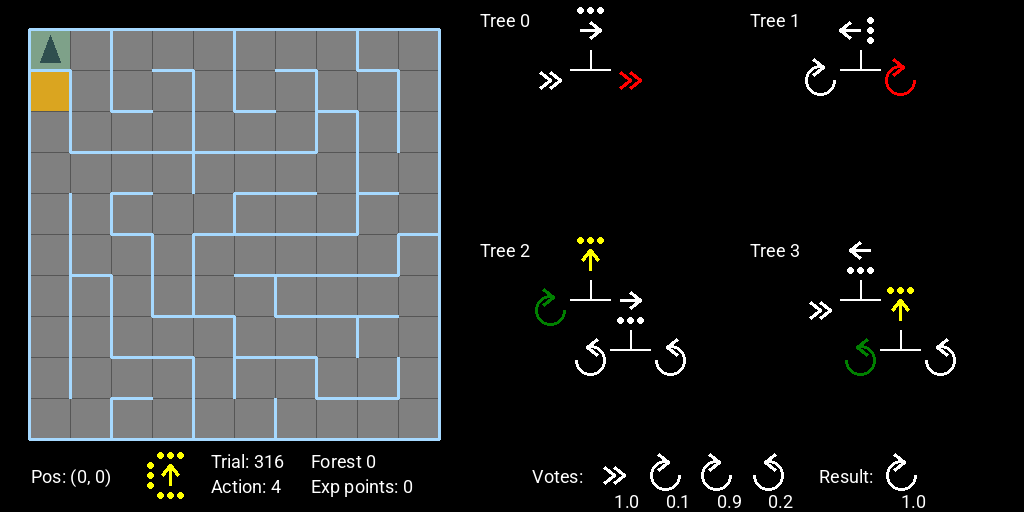 Tree 0
Tree 1
Tree 2
Tree 3
Pos: (0, 0)
Trial: 316
Forest 0
Action: 4
Exp points: 0
Votes:
1.0
0.1
0.9
0.2
Result:
1.0